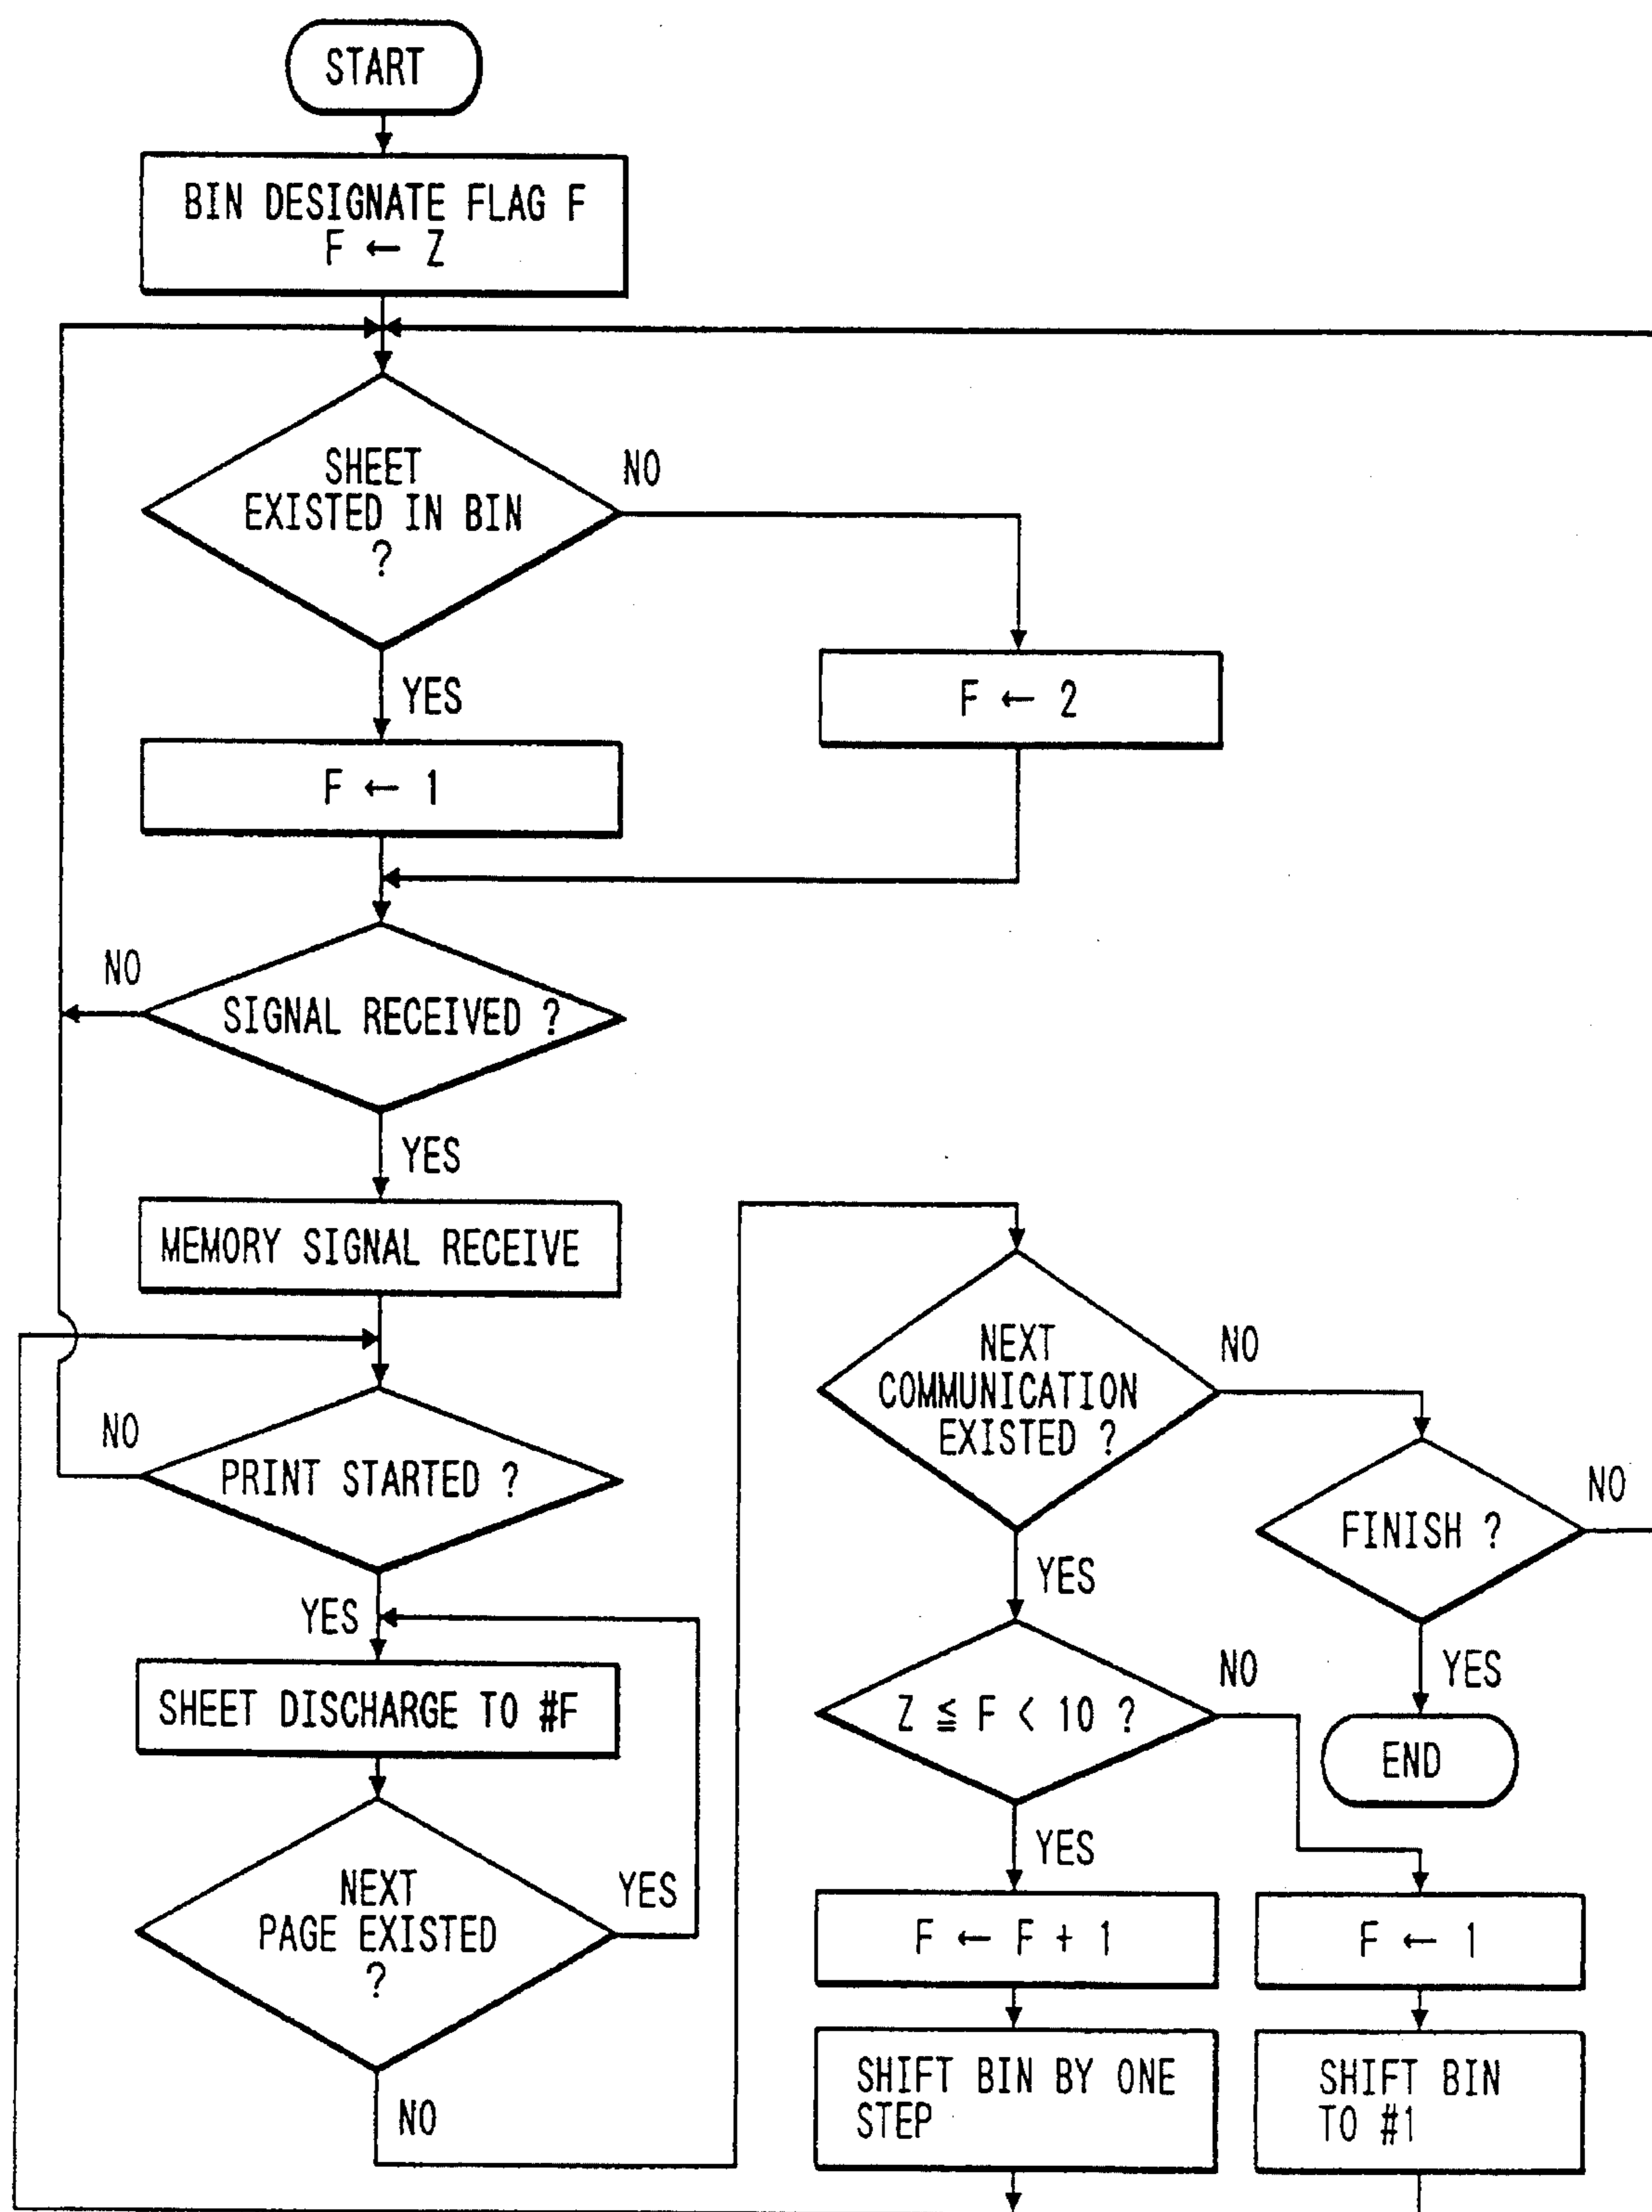 START
BIN DESIGNATE FLAG F
F ← Z
SHEET
EXISTED IN BIN
?
NO
YES
F ← 2
F ← 1
NO
SIGNAL RECEIVED ?
YES
MEMORY SIGNAL RECEIVE
NO
PRINT STARTED ?
YES
SHEET DISCHARGE TO #F
NEXT
PAGE EXISTED
?
YES
NO
NEXT
COMMUNICATION
EXISTED ?
NO
YES
FINISH ?
NO
YES
END
Z ≦ F < 10 ?
NO
YES
F ← F + 1
F ← 1
SHIFT BIN BY ONE
STEP
SHIFT BIN
TO #1